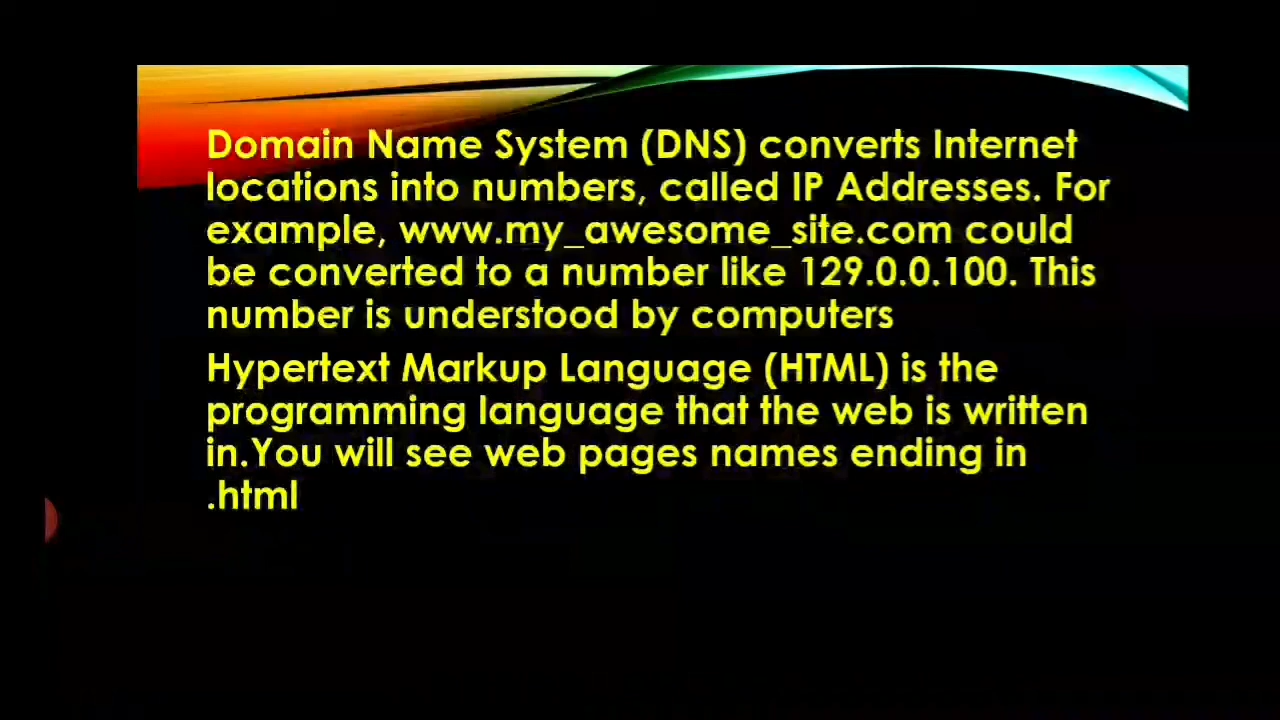 Domain Name System (DNS) converts Internet
locations into numbers, called IP Addresses. For
example, www.my_awesome_site.com could
be converted to a number like 129.0.0.100. This
number is understood by computers
Hypertext Markup Language (HTML) is the
programming language that the web is written
in.You will see web pages names ending in
.html